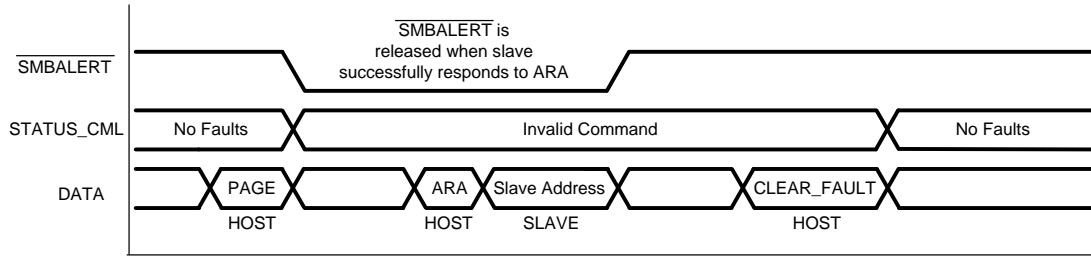 SMBALERT is
released when slave
successfully responds to ARA
SMBALERT
STATUS_CML No Faults Invalid Command No Faults
DATA PAGE ARA Slave Address CLEAR_FAULT
HOST HOST SLAVE HOST